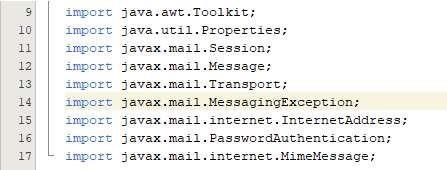 9 import java.awt.Toolkit;
10 import java.util.Properties;
11 import javax.mail.Session;
12 import javax.mail.Message;
13 import javax.mail.Transport;
14 import javax.mail.MessagingException;
15 import javax.mail.internet.InternetAddress;
16 import javax.mail.PasswordAuthentication;
17 import javax.mail.internet.MimeMessage;